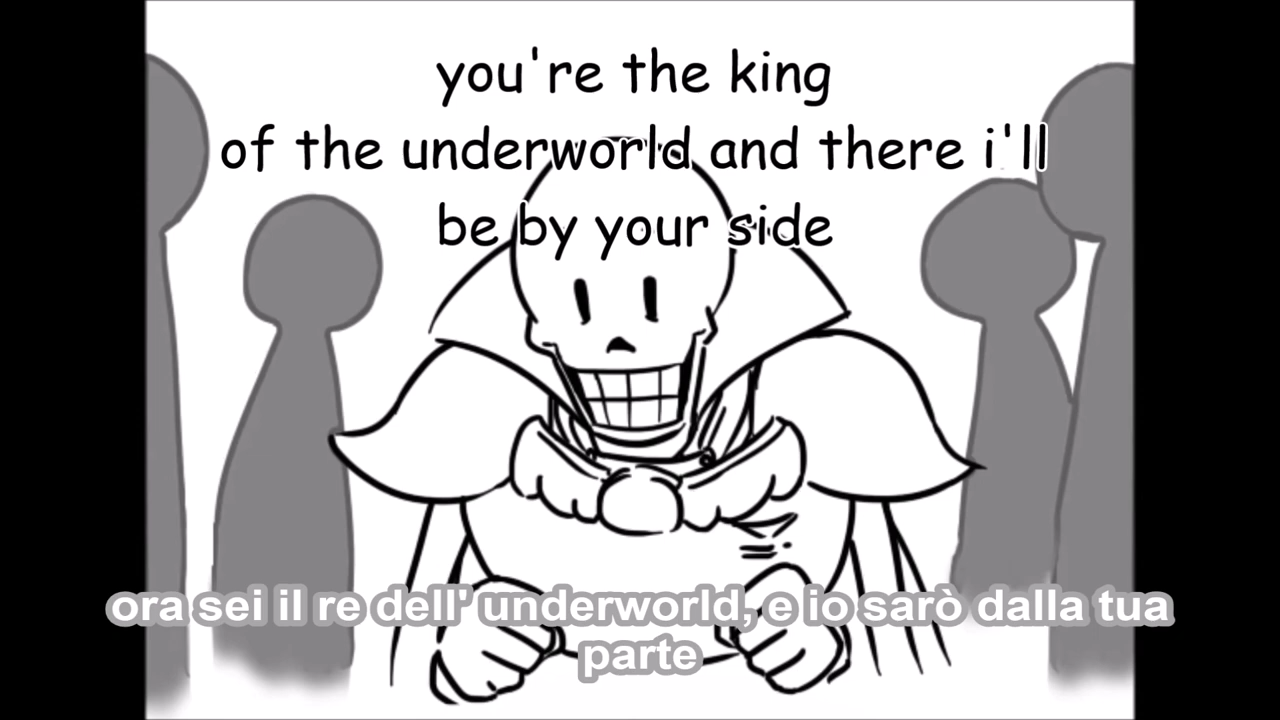 you're the king
of the underworld and there i'll
be by your side
ora sei il re dell' underworld, e io sarò dalla tua
parte